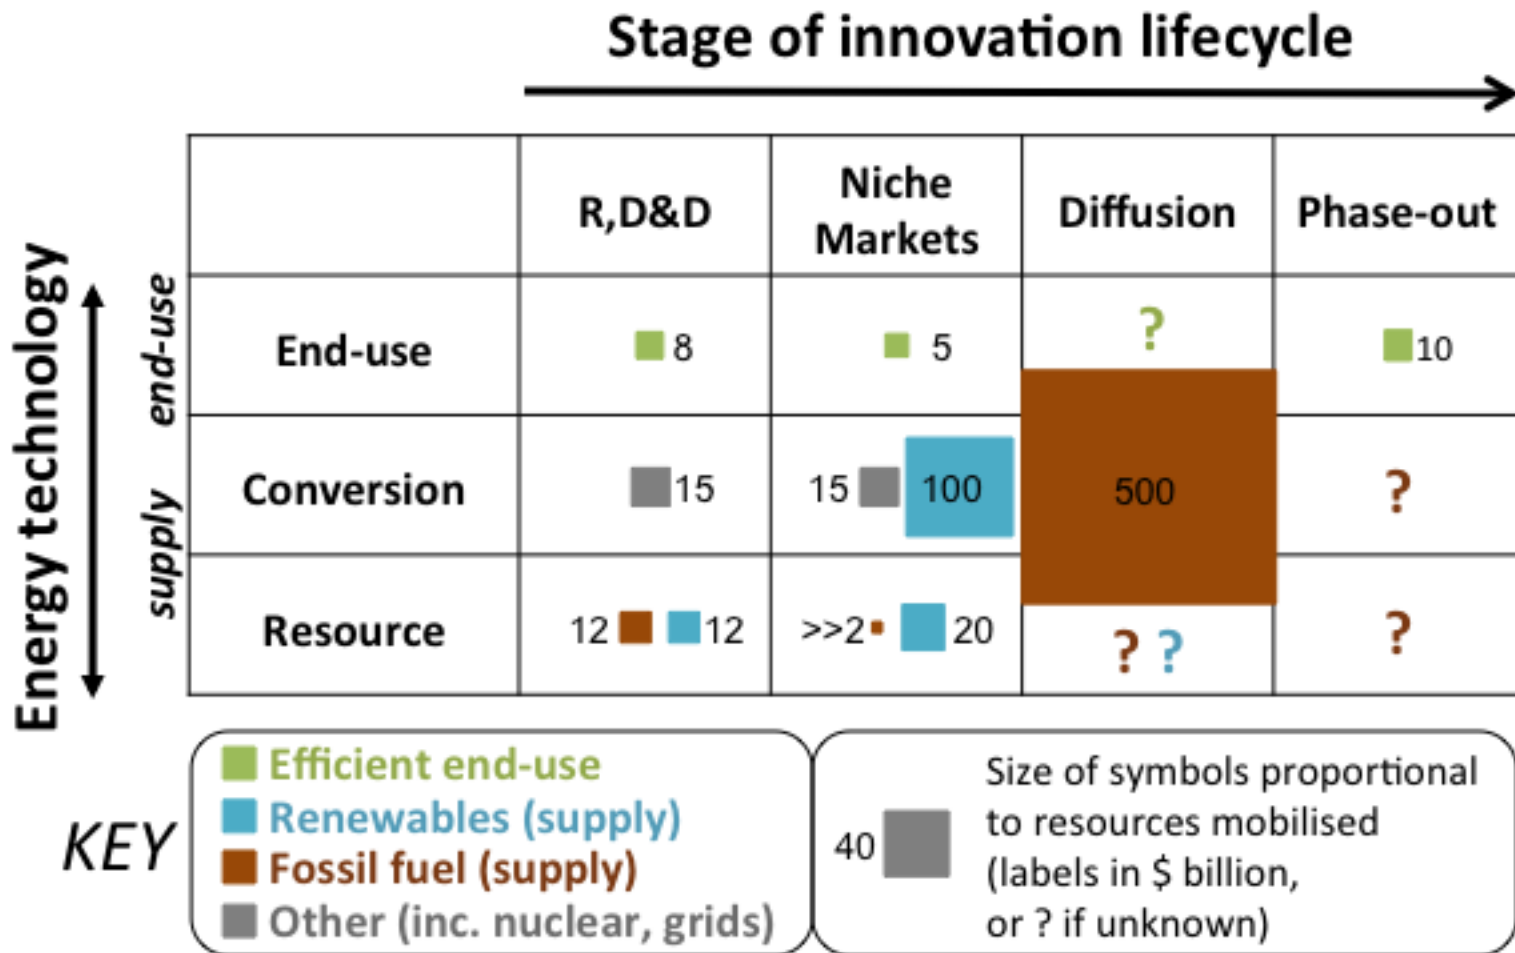 Stage of innovation lifecycle
R,D&D
Niche
Markets
Diffusion
Phase-out
Energy technology
end-use
supply
End-use
8
5
?
10
Conversion
15
15
100
500
?
Resource
12
12
>>2
20
? ?
?
KEY
Efficient end-use
Renewables (supply)
Fossil fuel (supply)
Other (inc. nuclear, grids)
40
Size of symbols proportional
to resources mobilised
(labels in $ billion,
or ? if unknown)